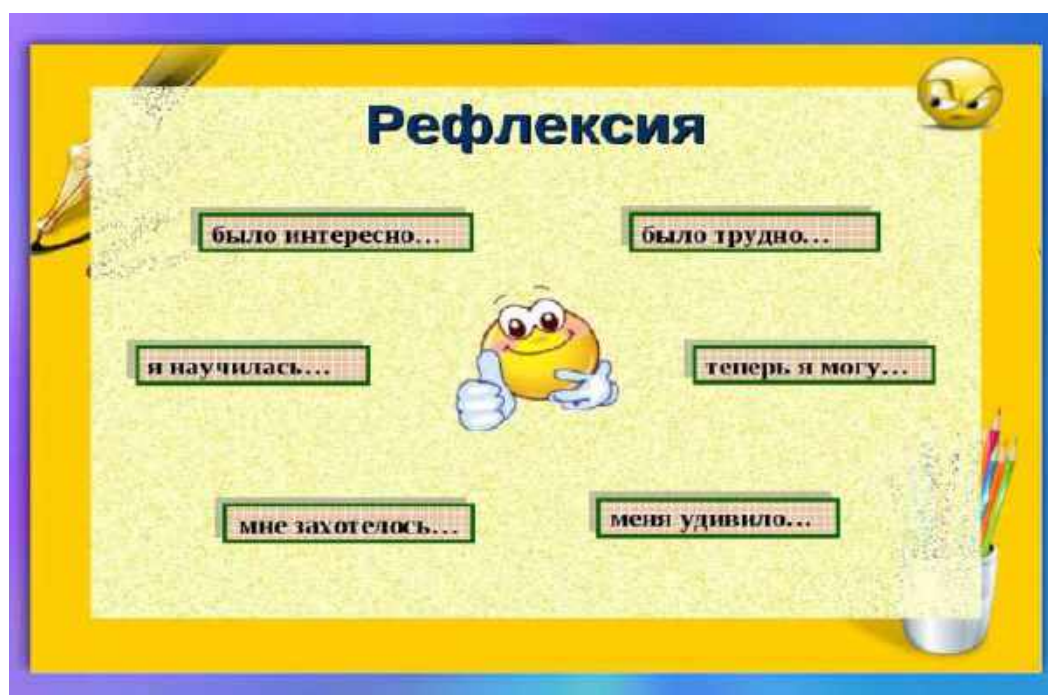 Рефлексия
было интересно...
было трудно...
я научилась...
теперь я могу...
мне захотелось...
меня удивило...